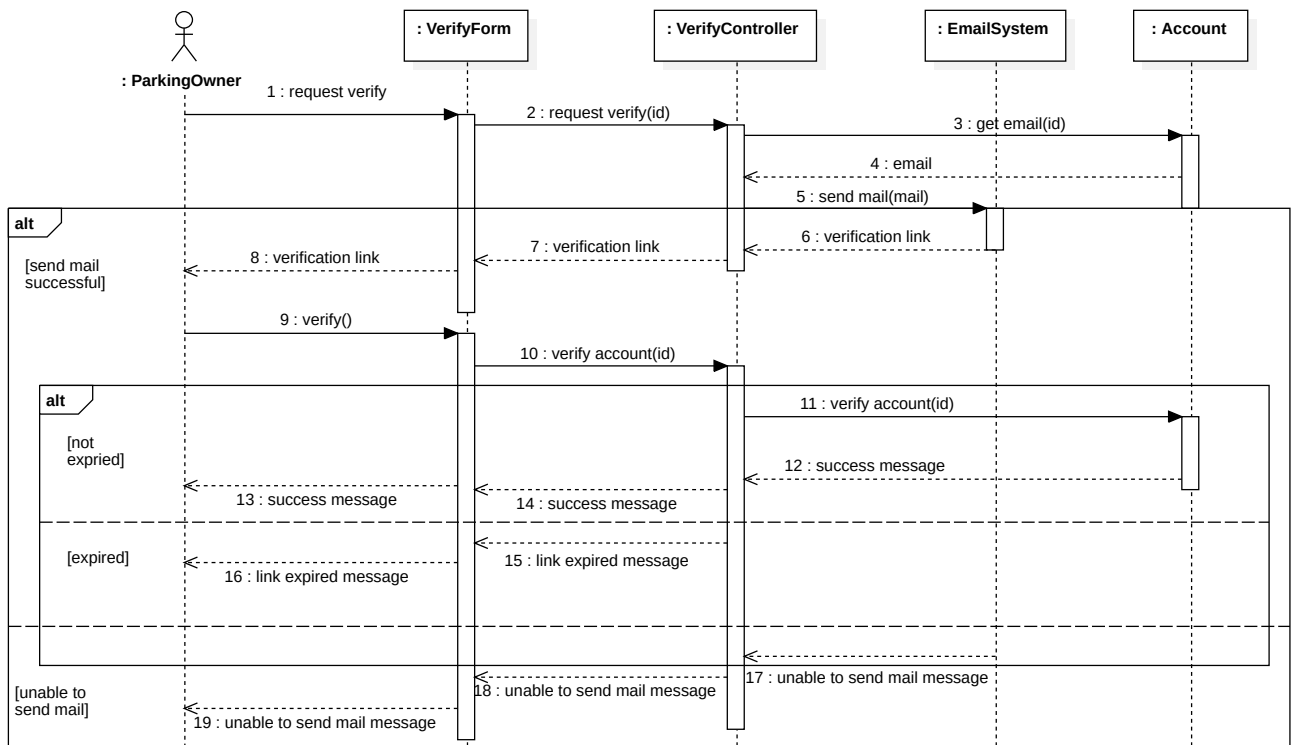 : ParkingOwner
: VerifyForm
: VerifyController
: EmailSystem
: Account
1 : request verify
2 : request verify(id)
3 : get email(id)
4 : email
5 : send mail(mail)
alt
6 : verification link
7 : verification link
8 : verification link
[send mail
successful]
9 : verify()
10 : verify account(id)
alt
11 : verify account(id)
[not
expried]
12 : success message
13 : success message
14 : success message
[expired]
15 : link expired message
16 : link expired message
17 : unable to send mail message
18 : unable to send mail message
[unable to
send mail]
19 : unable to send mail message